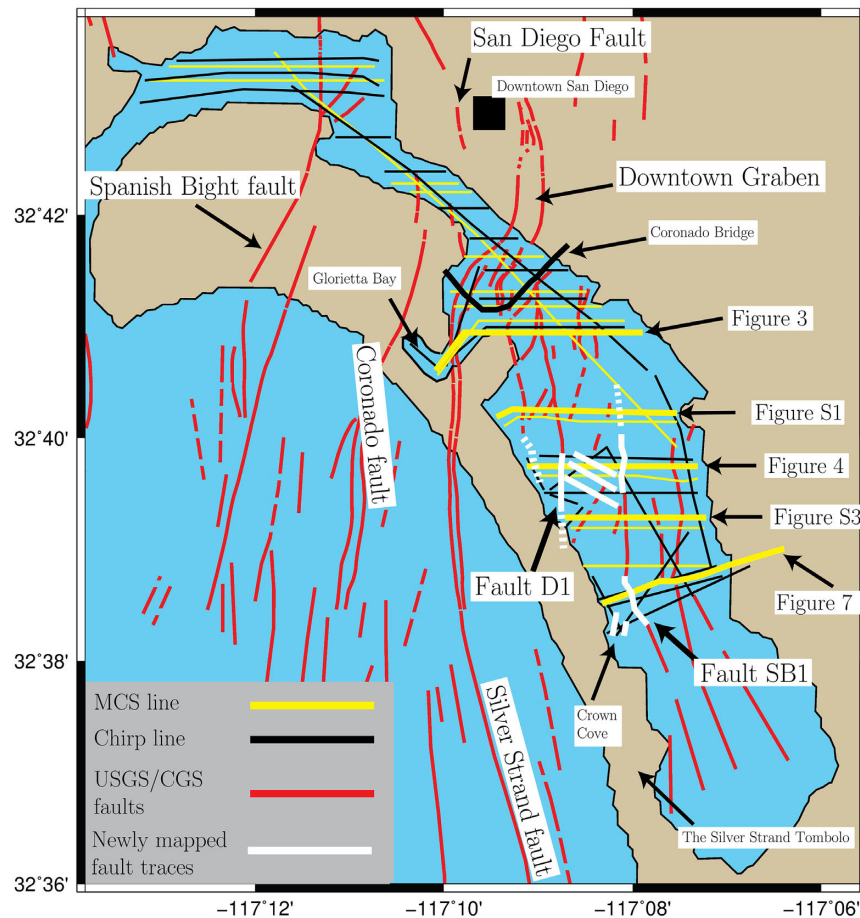 San Diego Fault
Downtown San Diego
Spanish Bight fault
Downtown Graben
32°42'
Coronado Bridge
Glorietta Bay
Figure 3
Coronado fault
Figure S1
32°40'
Figure 4
Figure S3
Fault D1
Figure 7
32°38'
Fault SB1
Crown
Cove
Silver Strand fault
The Silver Strand Tombolo
MCS line
Chirp line
USGS/CGS
faults
Newly mapped
fault traces
32°36'
−117°12'
−117°10'
−117°08'
−117°06'